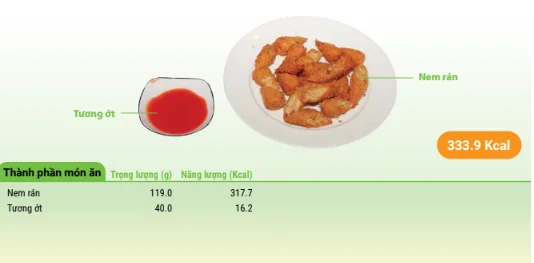 Nem rán
Tương ớt
333.9 Kcal
Thành phần món ăn Trọng lượng (g) Năng lượng (Kcal)
Nem rán 119.0 317.7
Tương ớt 40.0 16.2